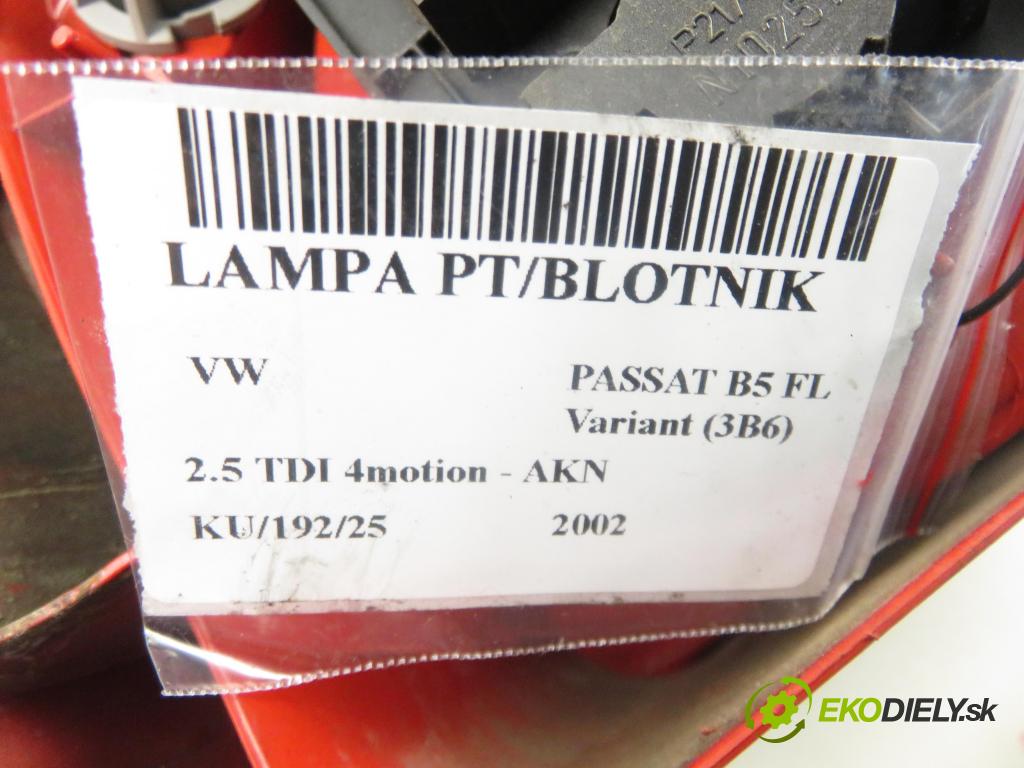 LAMPA PT/BLOTNIK
VW
PASSAT B5 FL
Variant (3B6)
2.5 TDI 4motion - AKN
KU/192/25
2002
EKODIELY.sk